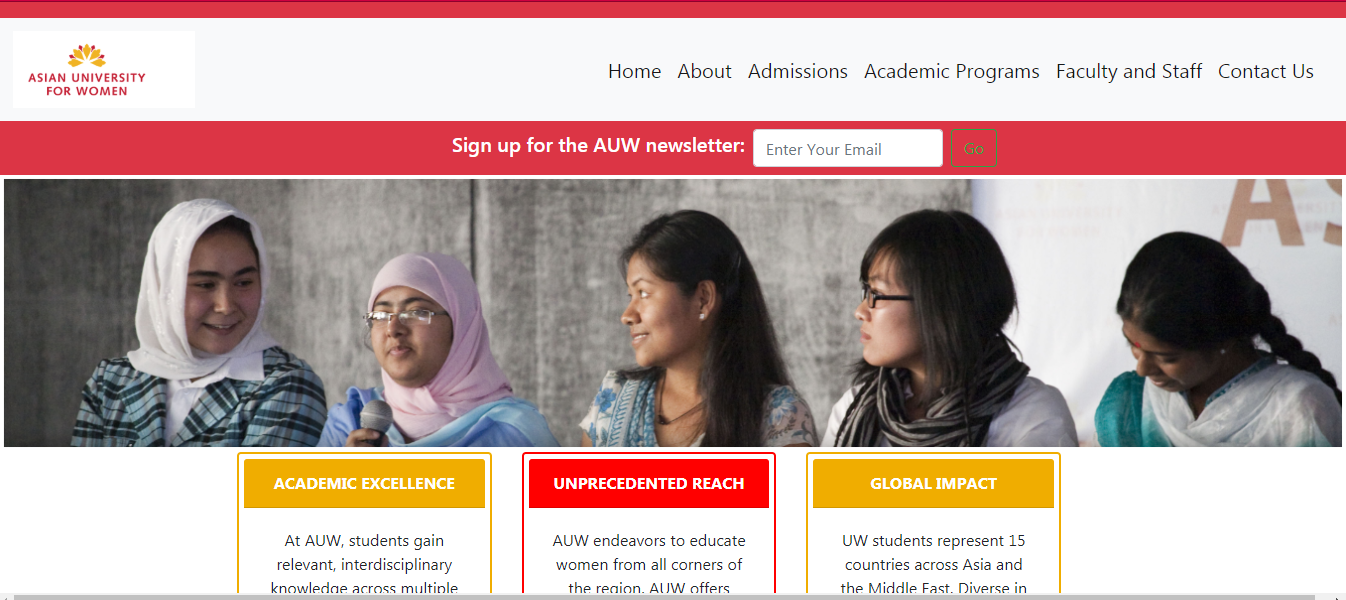 ASIAN UNIVERSITY
FOR WOMEN
Home About Admissions Academic Programs Faculty and Staff Contact Us
Sign up for the AUW newsletter: Enter Your Email Go
AS
ACADEMIC EXCELLENCE
At AUW, students gain
relevant, interdisciplinary
knowledge across multiple
UNPRECEDENTED REACH
AUW endeavors to educate
women from all corners of
the region. AUW offers
GLOBAL IMPACT
UW students represent 15
countries across Asia and
the Middle East. Diverse in